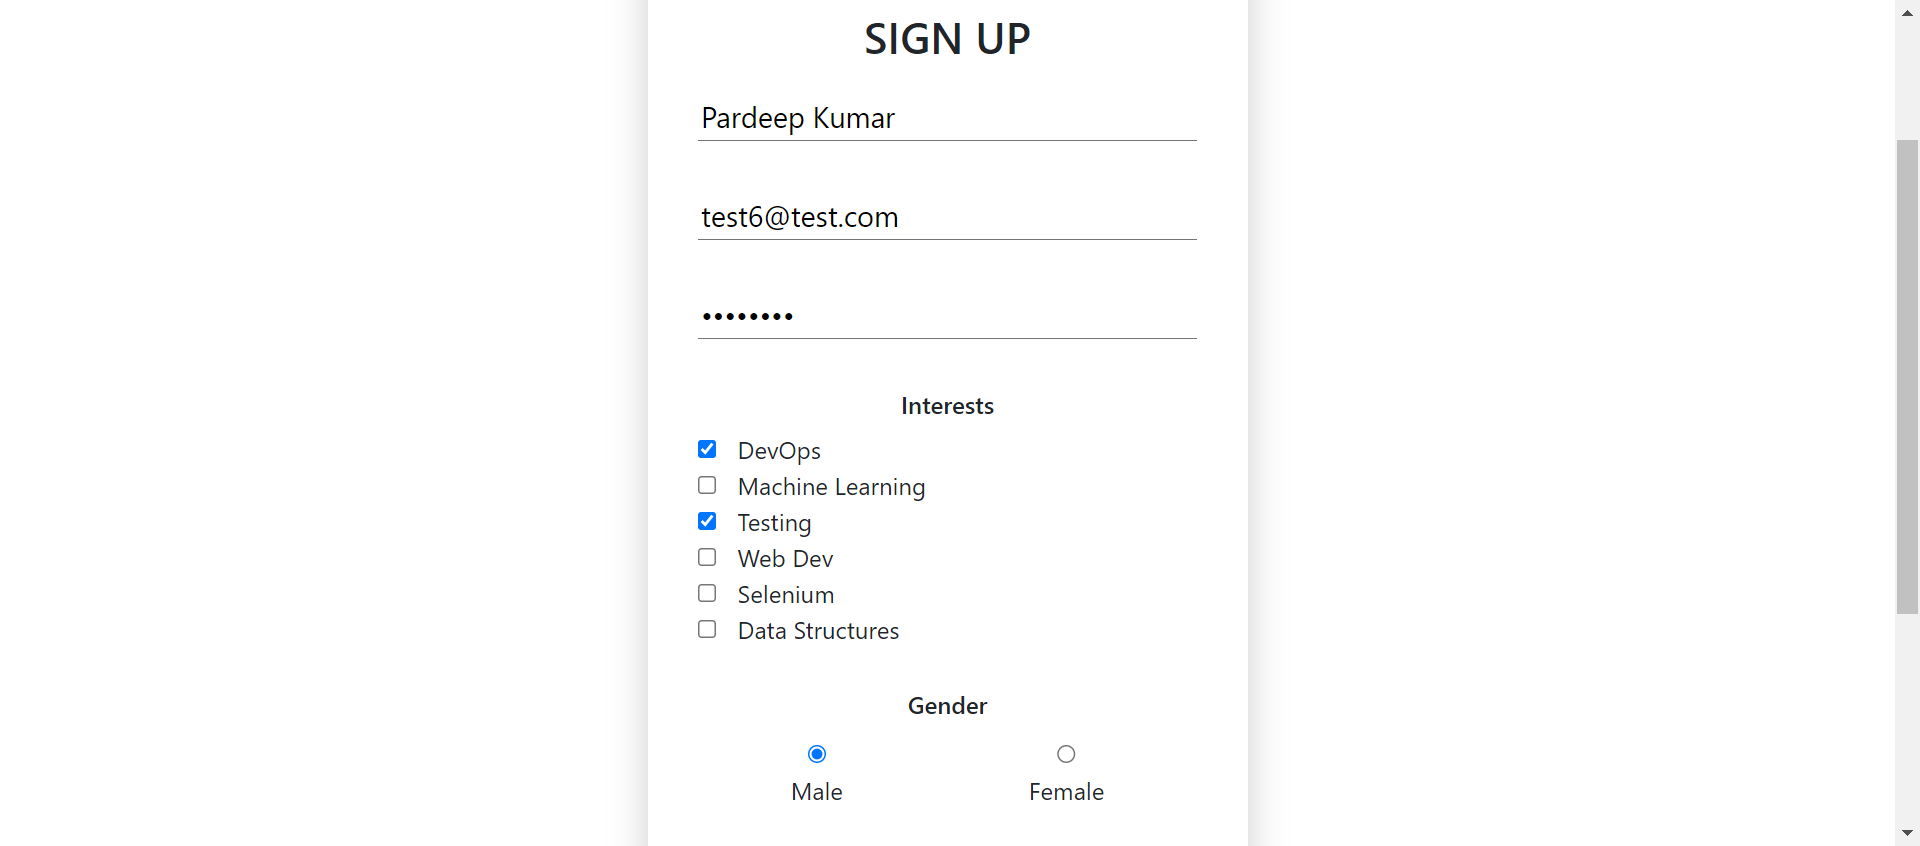 SIGN UP
Pardeep Kumar
test6@test.com
••••••••
Interests
DevOps
Machine Learning
Testing
Web Dev
Selenium
Data Structures
Gender
Male Female